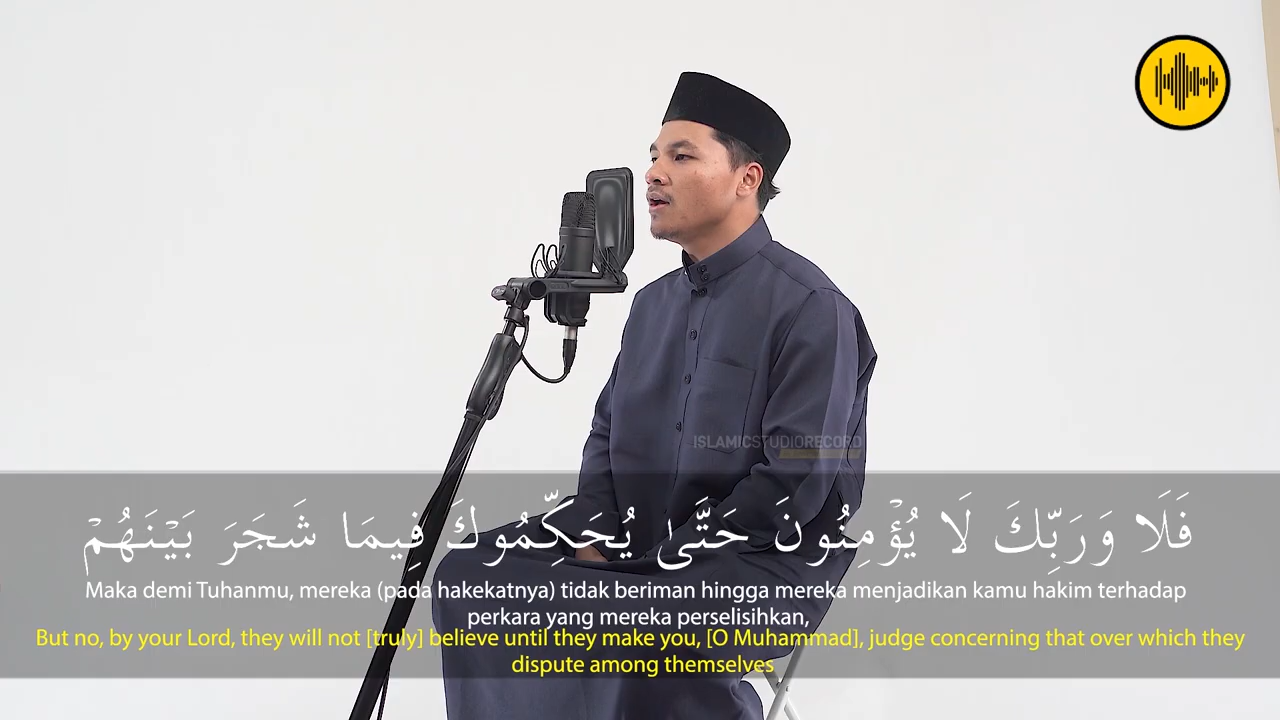 ISLAMICSTUDIORECORD
فَلَا وَرَبِّكَ لَا يُؤْمِنُونَ حَتَّىٰ يُحَكِّمُوكَ فِيمَا شَجَرَ بَيْنَهُمْ
Maka demi Tuhanmu, mereka (pada hakekatnya) tidak beriman hingga mereka menjadikan kamu hakim terhadap
perkara yang mereka perselisihkan,
But no, by your Lord, they will not [truly] believe until they make you, [O Muhammad], judge concerning that over which they
dispute among themselves